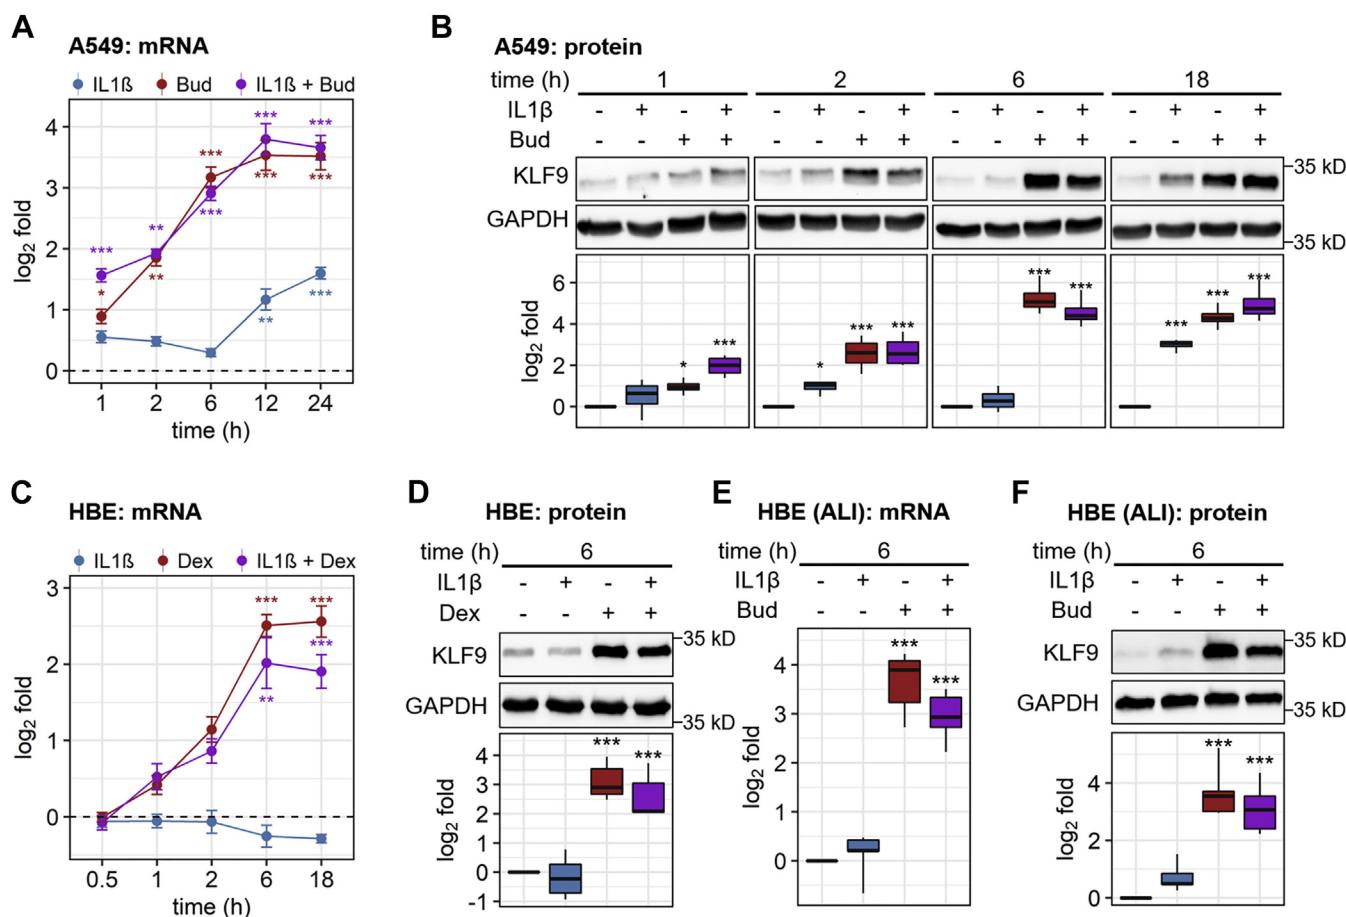 A
A549: mRNA
IL1ß Bud IL1ß + Bud
log2 fold
4
3
2
1
0
*** * ** ** *** *** *** *** ** *** *** ***
1 2 6 12 24
time (h)
B
A549: protein
time (h) 1 2 6 18
IL1β - + - + - + - + - + - + - + - +
Bud - - + + - - + + - - + + - - + +
KLF9
35 kD
GAPDH
35 kD
log2 fold
6
4
2
0
* *** * *** *** *** *** *** *** ***
C
HBE: mRNA
IL1ß Dex IL1ß + Dex
log2 fold
3
2
1
0
*** *** *** **
0.5 1 2 6 18
time (h)
D
HBE: protein
time (h) 6
IL1β - + - +
Dex - - + +
KLF9
35 kD
GAPDH
35 kD
log2 fold
4
3
2
1
0
-1
*** ***
E
HBE (ALI): mRNA
time (h) 6
IL1β - + - +
Bud - - + +
log2 fold
4
3
2
1
0
*** ***
F
HBE (ALI): protein
time (h) 6
IL1β - + - +
Bud - - + +
KLF9
35 kD
GAPDH
35 kD
log2 fold
4
2
0
*** ***